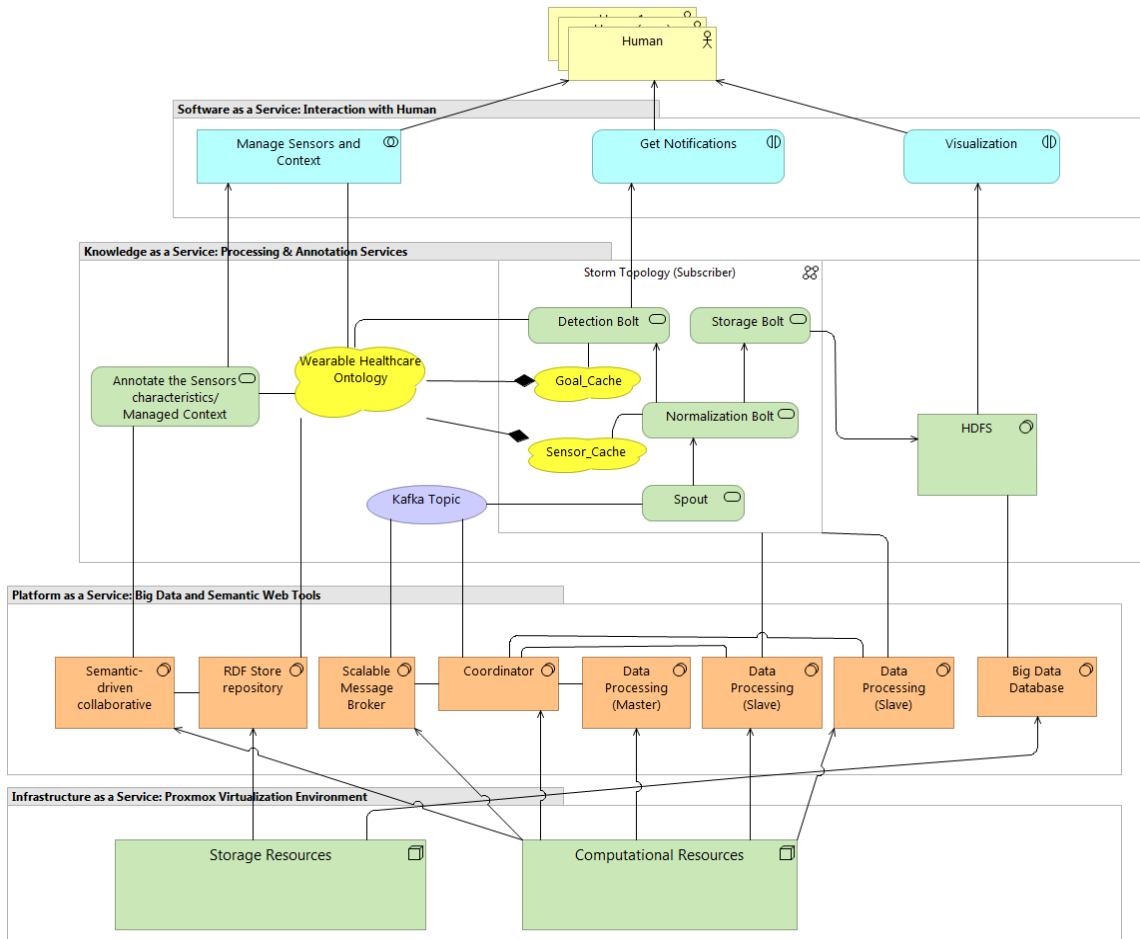 Human
Software as a Service: Interaction with Human
Manage Sensors and
Context
Get Notifications
Visualization
Knowledge as a Service: Processing & Annotation Services
Storm Topology (Subscriber)
Detection Bolt
Storage Bolt
Wearable Healthcare
Ontology
Annotate the Sensors
characteristics/
Managed Context
Goal_Cache
Normalization Bolt
HDFS
Sensor_Cache
Kafka Topic
Spout
Platform as a Service: Big Data and Semantic Web Tools
Semantic-
driven
collaborative
RDF Store
repository
Scalable
Message
Broker
Coordinator
Data
Processing
(Master)
Data
Processing
(Slave)
Data
Processing
(Slave)
Big Data
Database
Infrastructure as a Service: Proxmox Virtualization Environment
Storage Resources
Computational Resources